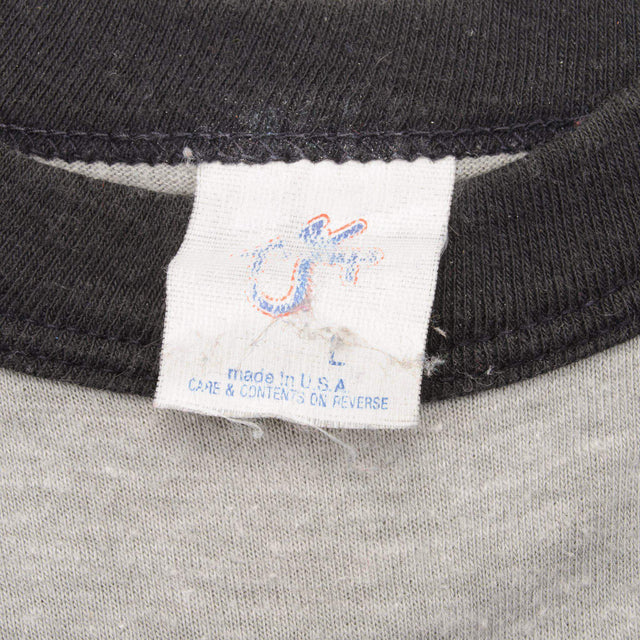 L
made in U.S.A
CARE & CONTENTS ON REVERSE